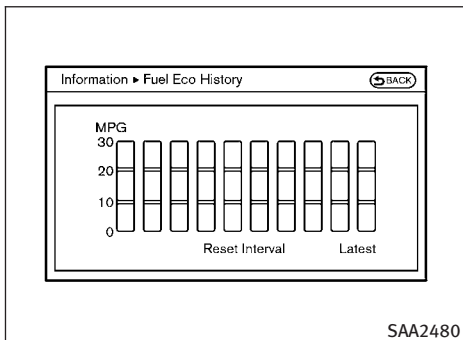 Information ▸ Fuel Eco History
BACK
MPG
30
20
10
0
Reset Interval Latest
SAA2480